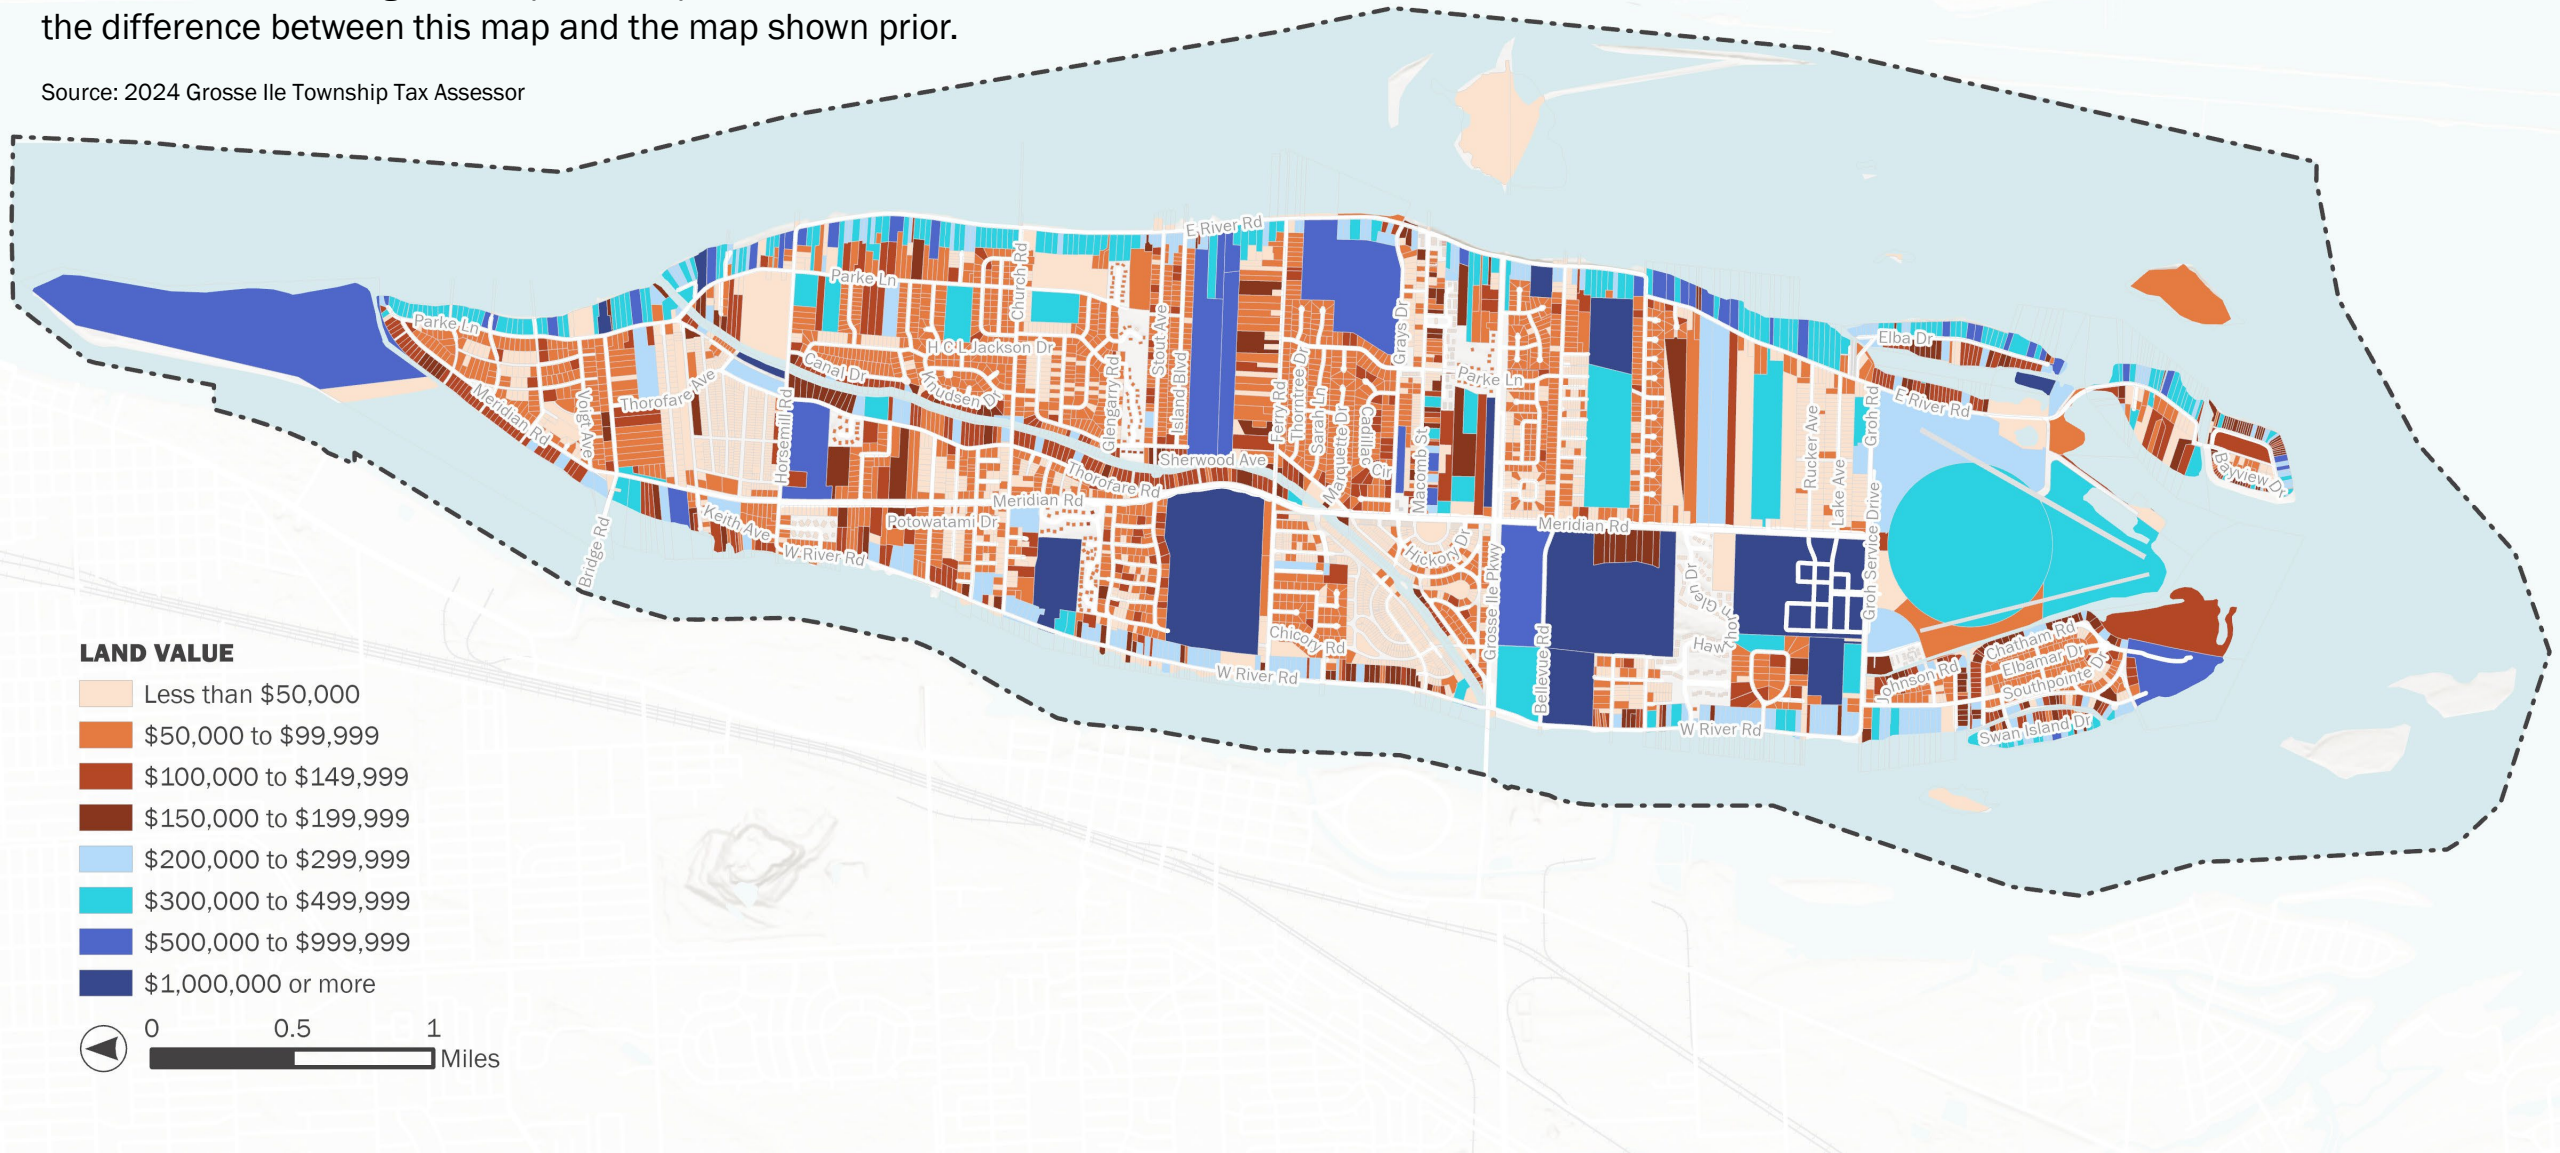 the difference between this map and the map shown prior.
Source: 2024 Grosse Ile Township Tax Assessor
E River Rd
Parke Ln
Church Rd
Parke Ln
Stout Ave
Grays Dr
Elba Dr
H C L Jackson Dr
Canal Dr
Knudsen Dr
Glengarry Rd
Island Blvd
Ferry Rd
Thorntree Dr
Sarah Ln
Marquette Dr
Cadillac Cir
Macomb St
Parke Ln
Meridian Rd
Voigt Ave
Thorofare Ave
Horsemill Rd
Rucker Ave
Lake Ave
Groh Rd
E River Rd
Sherwood Ave
Thorofare Rd
Meridian Rd
Bayview Dr
Keith Ave
Potowatami Dr
Meridian Rd
Groh Service Drive
W River Rd
Bridge Rd
Hickory Dr
Grosse Ile Pkwy
Bellevue Rd
Hawthorn Glen Dr
Chicory Rd
W River Rd
Chatham Rd
Elbamar Dr
Southpointe Dr
Johnson Rd
W River Rd
Swan Island Dr
LAND VALUE
Less than $50,000
$50,000 to $99,999
$100,000 to $149,999
$150,000 to $199,999
$200,000 to $299,999
$300,000 to $499,999
$500,000 to $999,999
$1,000,000 or more
0 0.5 1
Miles